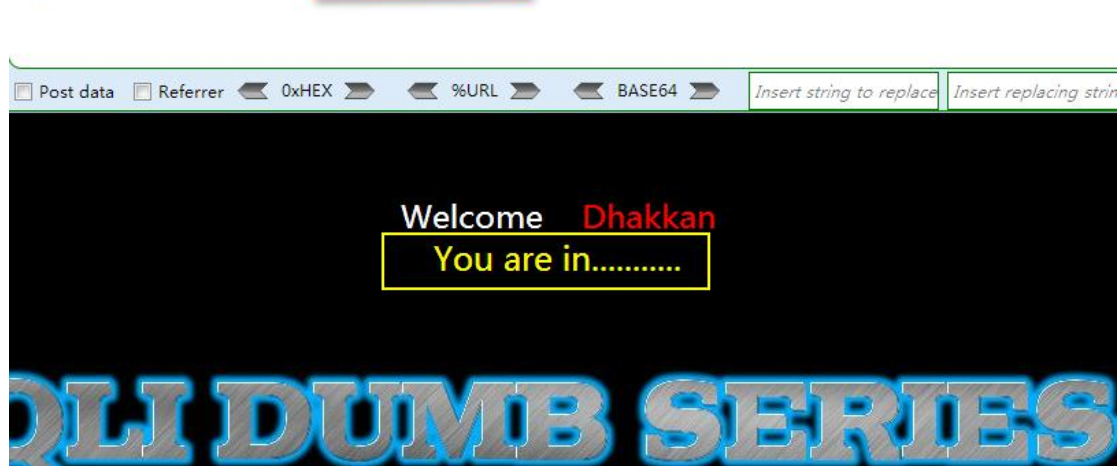 Post data Referrer 0xHEX %URL BASE64 Insert string to replace Insert replacing strin
Welcome Dhakkan
You are in...........
QLI DUMB SERIES